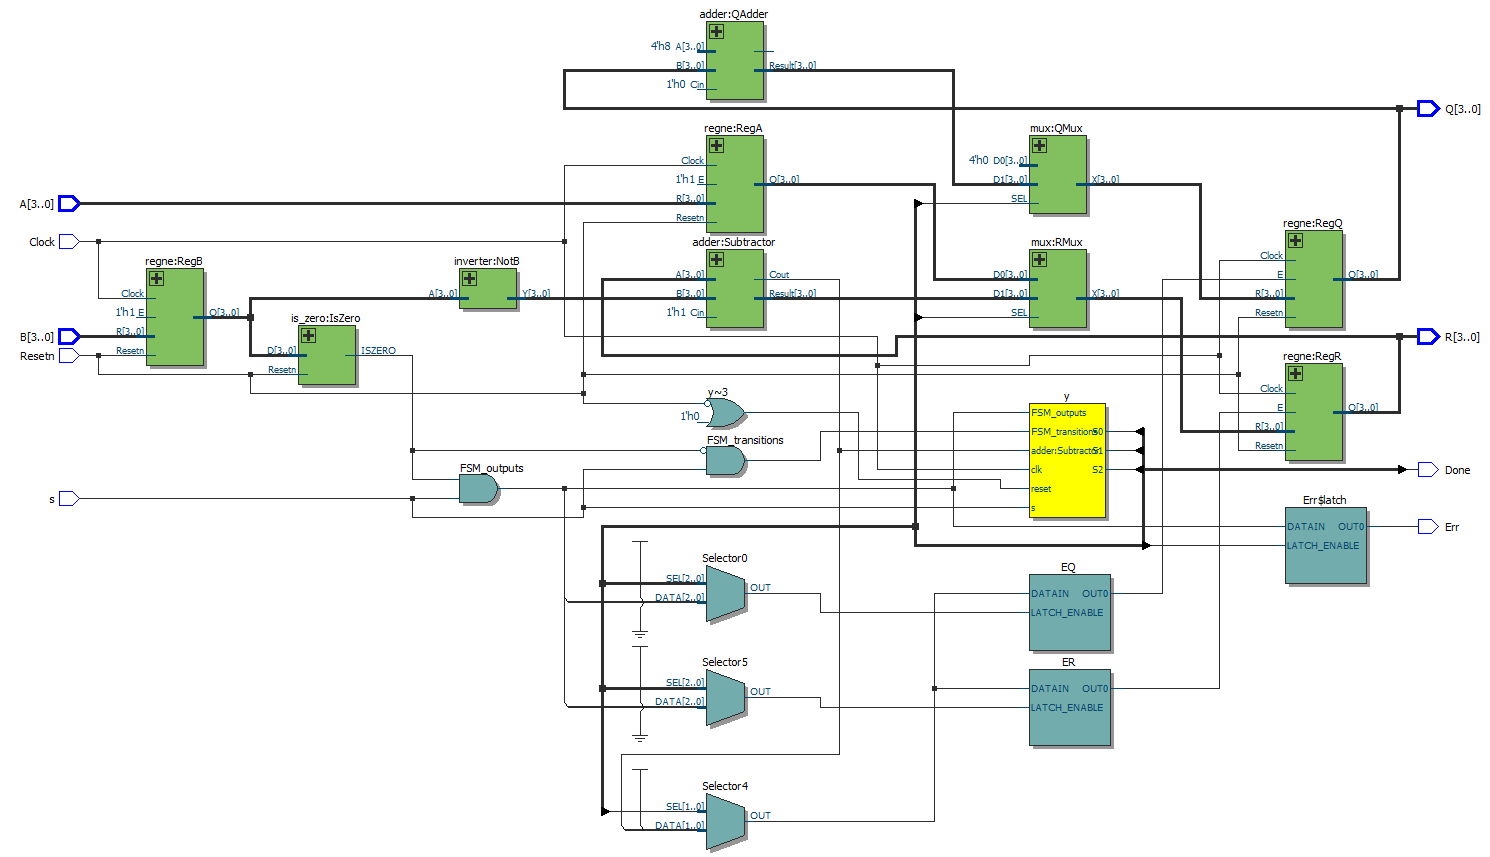 adder:QAdder
4'h8 A[3..0]
B[3..0] Result[3..0]
1'h0 Cin
Q[3..0]
regne:RegA
Clock
1'h1 E Q[3..0]
R[3..0]
Resetn
mux:QMux
4'h0 D0[3..0]
D1[3..0] X[3..0]
SEL
A[3..0]
Clock
regne:RegB
Clock
1'h1 E Q[3..0]
R[3..0]
Resetn
B[3..0]
Resetn
inverter:NotB
A[3..0] Y[3..0]
is_zero:IsZero
D[3..0] ISZERO
Resetn
adder:Subtractor
A[3..0] Cout
B[3..0] Result[3..0]
1'h1 Cin
mux:RMux
D0[3..0]
D1[3..0] X[3..0]
SEL
regne:RegQ
Clock
E Q[3..0]
R[3..0]
Resetn
R[3..0]
regne:RegR
Clock
E Q[3..0]
R[3..0]
Resetn
y~3
1'h0
FSM_transitions
FSM_outputs
s
y
FSM_outputs
FSM_transitions S0
adder:Subtractor S1
clk S2
reset
s
Done
Err$latch
DATAIN OUT0
LATCH_ENABLE
Err
Selector0
SEL[2..0] OUT
DATA[2..0]
EQ
DATAIN OUT0
LATCH_ENABLE
Selector5
SEL[2..0] OUT
DATA[2..0]
ER
DATAIN OUT0
LATCH_ENABLE
Selector4
SEL[1..0] OUT
DATA[1..0]